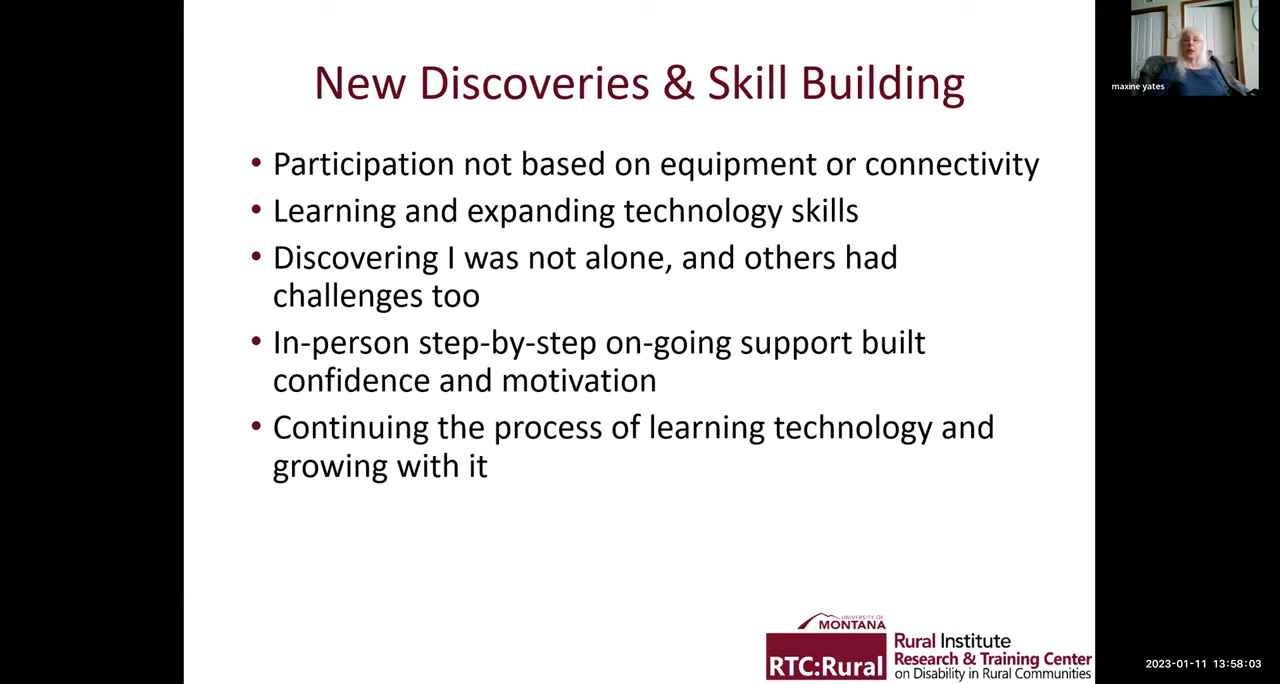 New Discoveries & Skill Building
• Participation not based on equipment or connectivity
• Learning and expanding technology skills
• Discovering I was not alone, and others had
challenges too
• In-person step-by-step on-going support built
confidence and motivation
• Continuing the process of learning technology and
growing with it
maxine yates
UNIVERSITY OF
MONTANA
RTC:Rural
Rural Institute
Research & Training Center
on Disability in Rural Communities
2023-01-11 13:58:03